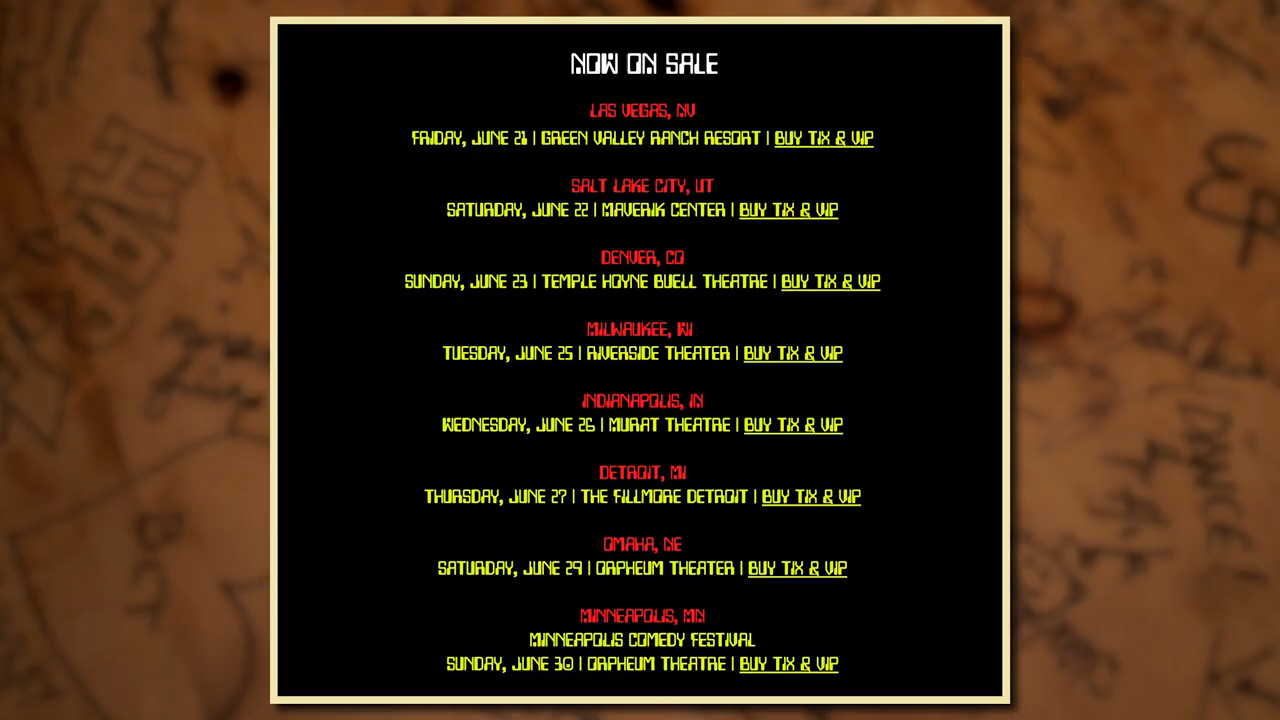 NOW ON SALE
LAS VEGAS, NV
FRIDAY, JUNE 21 | GREEN VALLEY RANCH RESORT | BUY TIX & VIP
SALT LAKE CITY, UT
SATURDAY, JUNE 22 | MAVERIK CENTER | BUY TIX & VIP
DENVER, CO
SUNDAY, JUNE 23 | TEMPLE HOYNE BUELL THEATRE | BUY TIX & VIP
MILWAUKEE, WI
TUESDAY, JUNE 25 | RIVERSIDE THEATER | BUY TIX & VIP
INDIANAPOLIS, IN
WEDNESDAY, JUNE 26 | MURAT THEATRE | BUY TIX & VIP
DETROIT, MI
THURSDAY, JUNE 27 | THE FILLMORE DETROIT | BUY TIX & VIP
OMAHA, NE
SATURDAY, JUNE 29 | ORPHEUM THEATER | BUY TIX & VIP
MINNEAPOLIS, MN
MINNEAPOLIS COMEDY FESTIVAL
SUNDAY, JUNE 30 | ORPHEUM THEATRE | BUY TIX & VIP